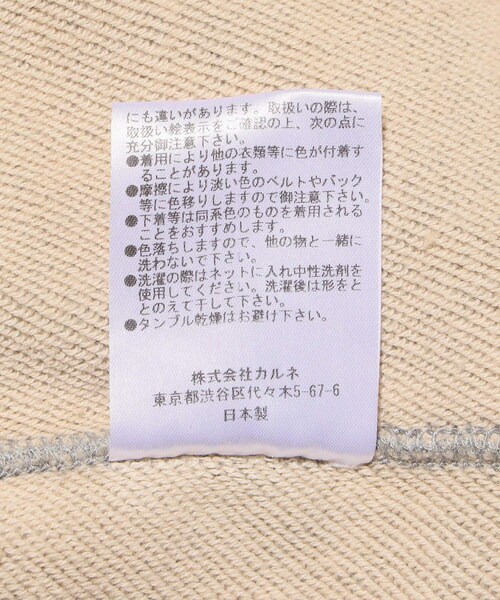 にも違いがあります。取扱いの際は、
取扱い絵表示をご確認の上、次の点に
充分御注意下さい。
●着用により他の衣類等に色が付着す
ることがあります。
●摩擦により淡い色のベルトやバック
等に色移りしますので御注意下さい。
●下着等は同系色のものを着用される
ことをおすすめします。
●色落ちしますので、他の物と一緒に
洗わないで下さい。
●洗濯の際はネットに入れ中性洗剤を
使用してください。洗濯後は形をと
とのえて干して下さい。
●タンブル乾燥はお避け下さい。
株式会社カルネ
東京都渋谷区代々木5-67-6
日本製